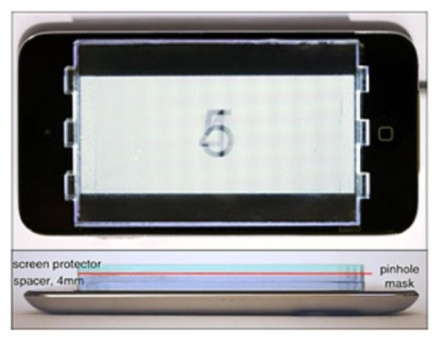 5
screen protector
spacer, 4mm
pinhole
mask